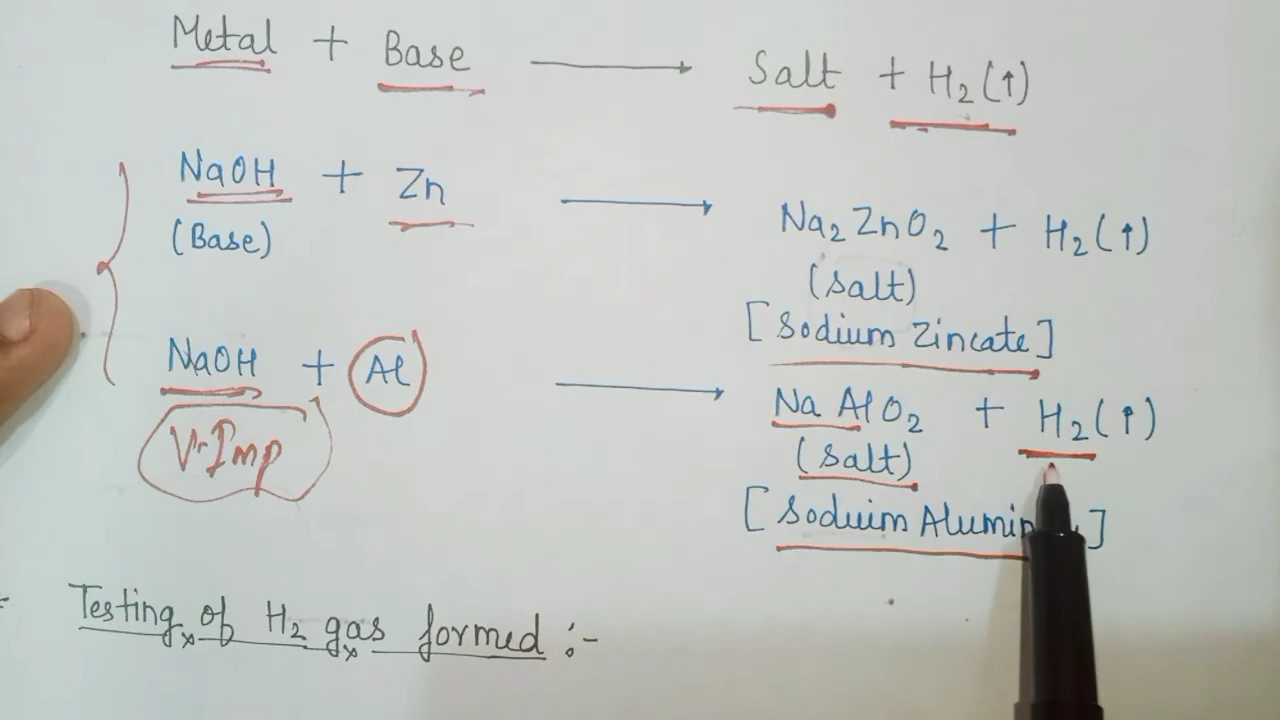 Metal + Base ⟶ Salt + H₂(↑)
NaOH + Zn ⟶ Na₂ZnO₂ + H₂(↑)
(Base) (Salt)
[Sodium Zincate]
NaOH + Al ⟶ NaAlO₂ + H₂(↑)
V.Imp (Salt)
[Soduim
Testing of H₂ gas formed :-